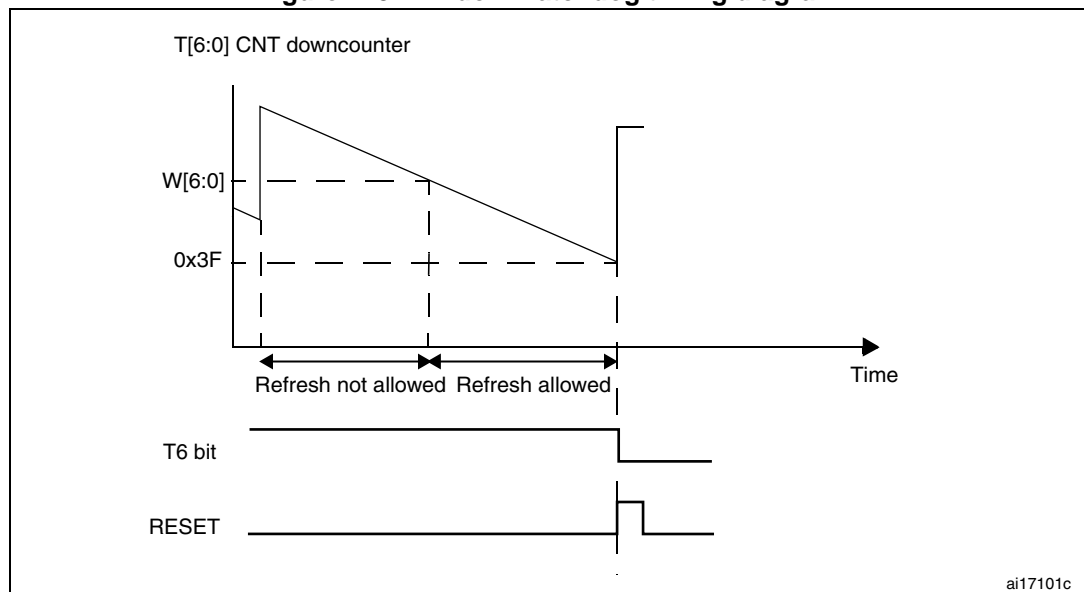 T[6:0] CNT downcounter
W[6:0]
0x3F
Refresh not allowed Refresh allowed
Time
T6 bit
RESET
ai17101c